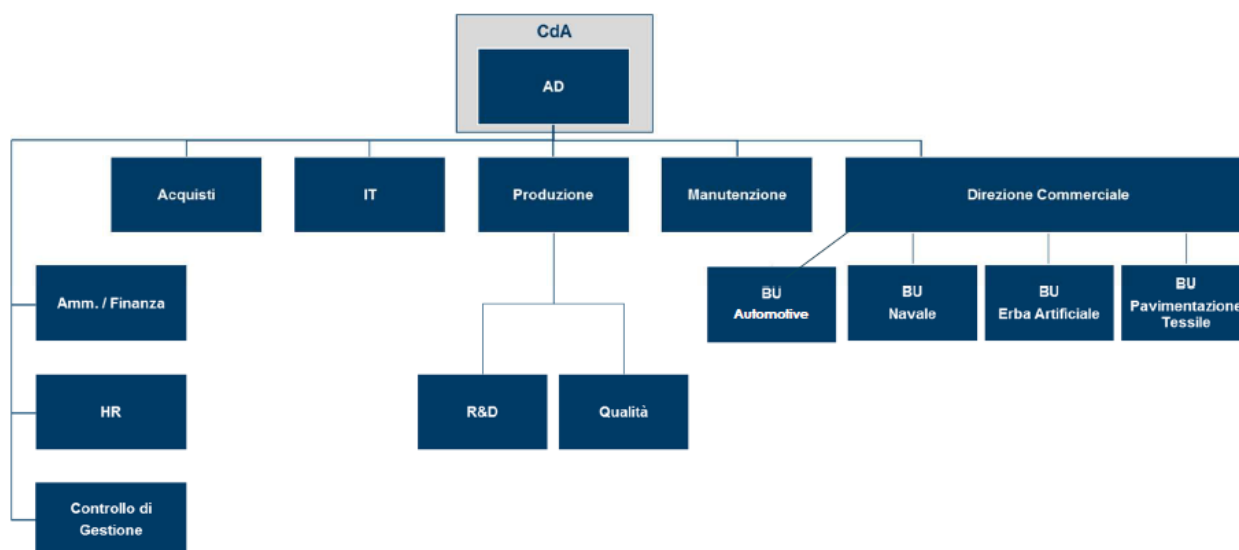 CdA
AD
Acquisti
IT
Produzione
Manutenzione
Direzione Commerciale
Amm. / Finanza
BU
Automotive
BU
Navale
BU
Erba Artificiale
BU
Pavimentazione
Tessile
HR
R&D
Qualità
Controllo di
Gestione